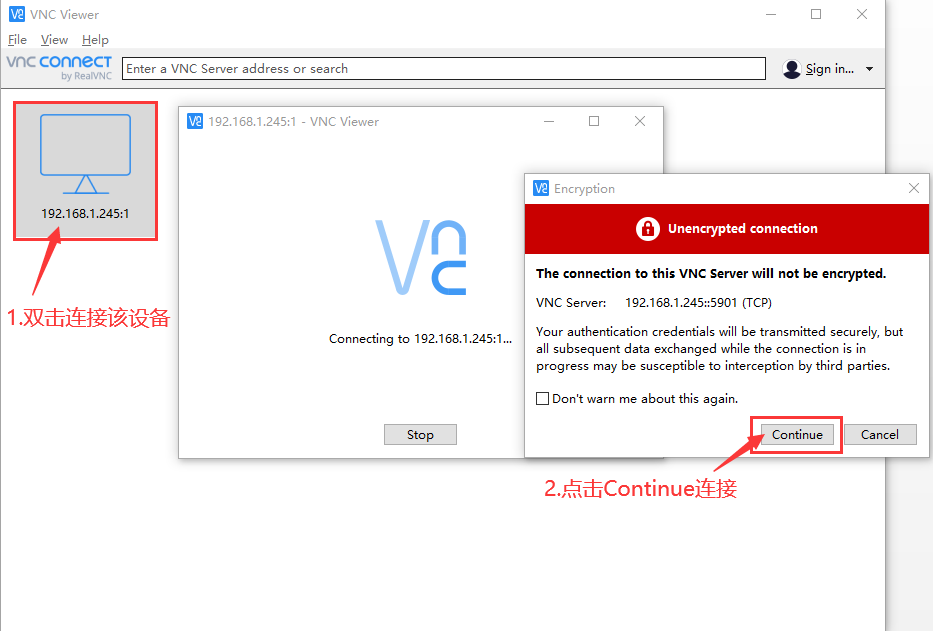 VNC Viewer
File View Help
vnc connect
by RealVNC
Enter a VNC Server address or search
Sign in...
192.168.1.245:1
1.双击连接该设备
192.168.1.245:1 - VNC Viewer
Connecting to 192.168.1.245:1...
Stop
Encryption
Unencrypted connection
The connection to this VNC Server will not be encrypted.
VNC Server: 192.168.1.245::5901 (TCP)
Your authentication credentials will be transmitted securely, but
all subsequent data exchanged while the connection is in
progress may be susceptible to interception by third parties.
Don't warn me about this again.
Continue Cancel
2.点击Continue连接